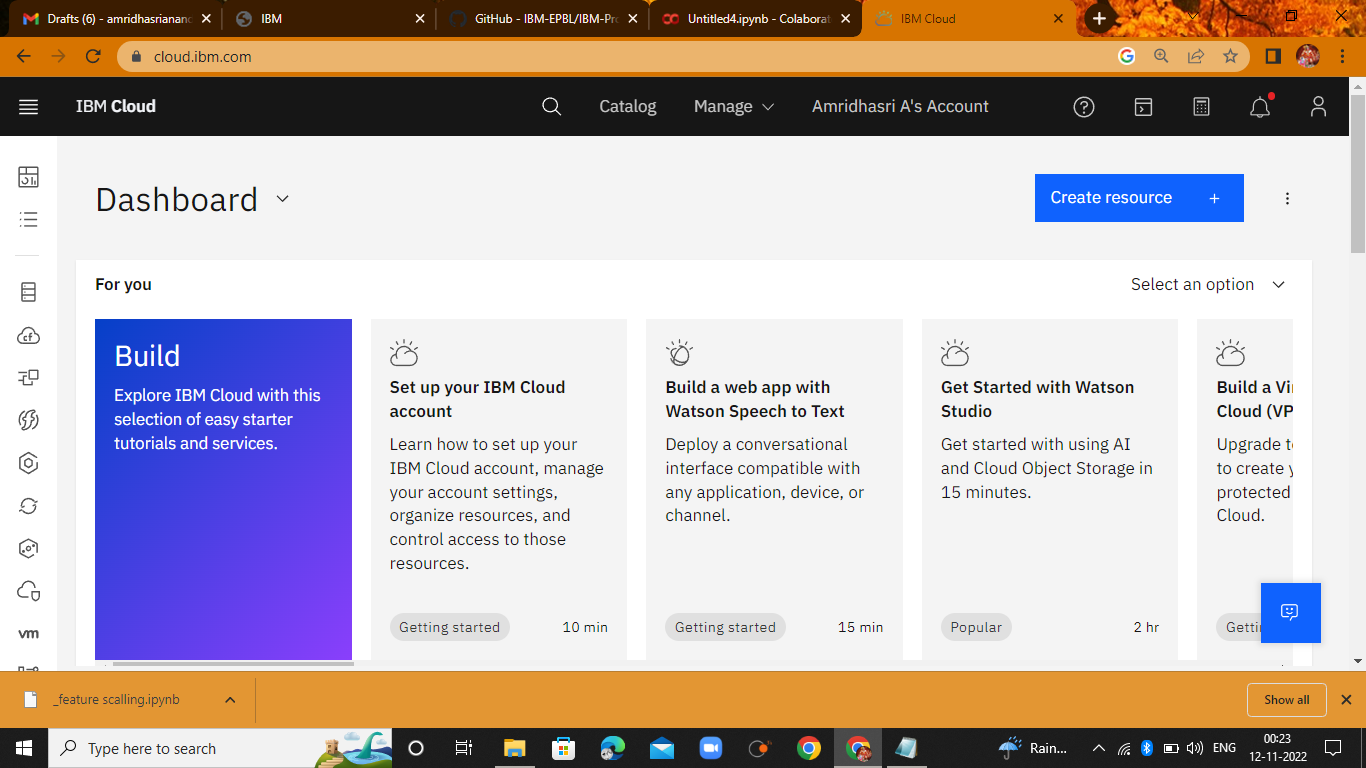 Drafts (6) - amridhasrianand
IBM
GitHub - IBM-EPBL/IBM-Pro
Untitled4.ipynb - Colaborat
IBM Cloud
cloud.ibm.com
IBM Cloud
Catalog
Manage
Amridhasri A's Account
Dashboard
Create resource +
For you
Select an option
Build
Explore IBM Cloud with this
selection of easy starter
tutorials and services.
Set up your IBM Cloud
account
Learn how to set up your
IBM Cloud account, manage
your account settings,
organize resources, and
control access to those
resources.
Getting started
10 min
Build a web app with
Watson Speech to Text
Deploy a conversational
interface compatible with
any application, device, or
channel.
Getting started
15 min
Get Started with Watson
Studio
Get started with using AI
and Cloud Object Storage in
15 minutes.
Popular
2 hr
Build a Vi
Cloud (VP
Upgrade t
to create y
protected
Cloud.
Getti
cf
vm
_feature scalling.ipynb
Show all
Type here to search
Rain...
ENG
00:23
12-11-2022